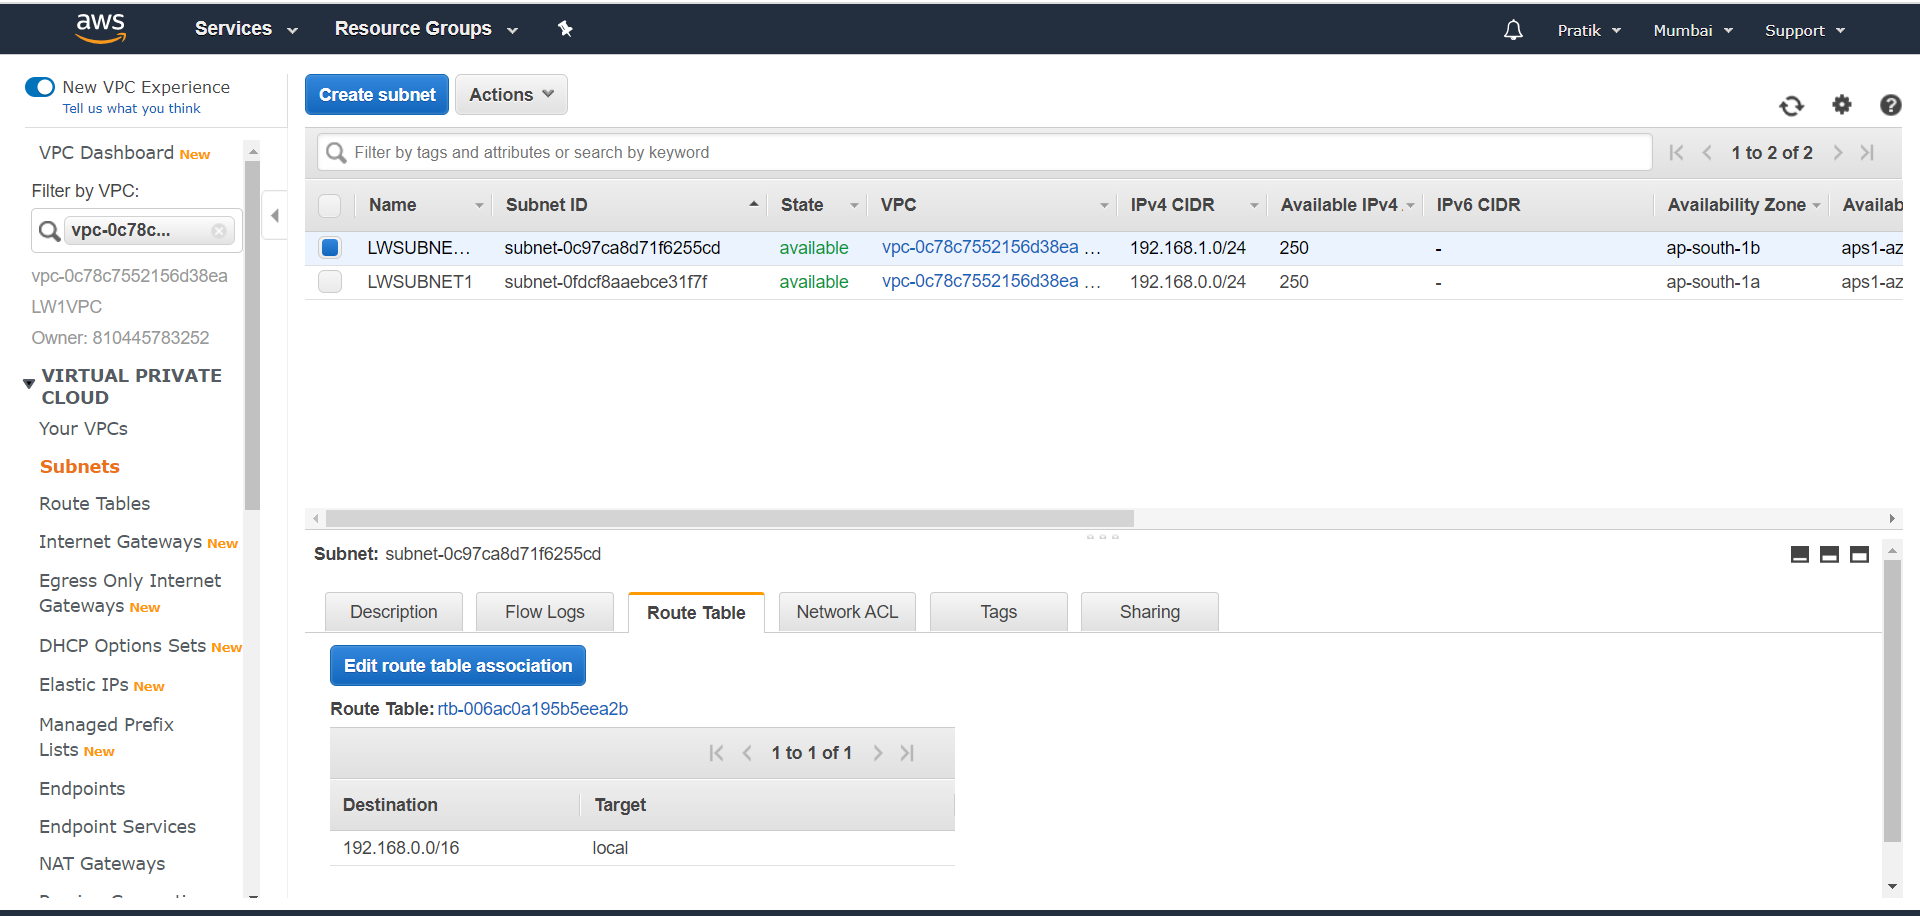 aws Services Resource Groups Pratik Mumbai Support
New VPC Experience
Tell us what you think
VPC Dashboard New
Filter by VPC:
vpc-0c78c...
vpc-0c78c7552156d38ea
LW1VPC
Owner: 810445783252
VIRTUAL PRIVATE
CLOUD
Your VPCs
Subnets
Route Tables
Internet Gateways New
Egress Only Internet
Gateways New
DHCP Options Sets New
Elastic IPs New
Managed Prefix
Lists New
Endpoints
Endpoint Services
NAT Gateways
Create subnet Actions
Filter by tags and attributes or search by keyword 1 to 2 of 2
Name Subnet ID State VPC IPv4 CIDR Available IPv4 IPv6 CIDR Availability Zone Availab
LWSUBNE... subnet-0c97ca8d71f6255cd available vpc-0c78c7552156d38ea ... 192.168.1.0/24 250 - ap-south-1b aps1-az
LWSUBNET1 subnet-0fdcf8aaebce31f7f available vpc-0c78c7552156d38ea ... 192.168.0.0/24 250 - ap-south-1a aps1-az
Subnet: subnet-0c97ca8d71f6255cd
Description Flow Logs Route Table Network ACL Tags Sharing
Edit route table association
Route Table: rtb-006ac0a195b5eea2b
1 to 1 of 1
Destination Target
192.168.0.0/16 local